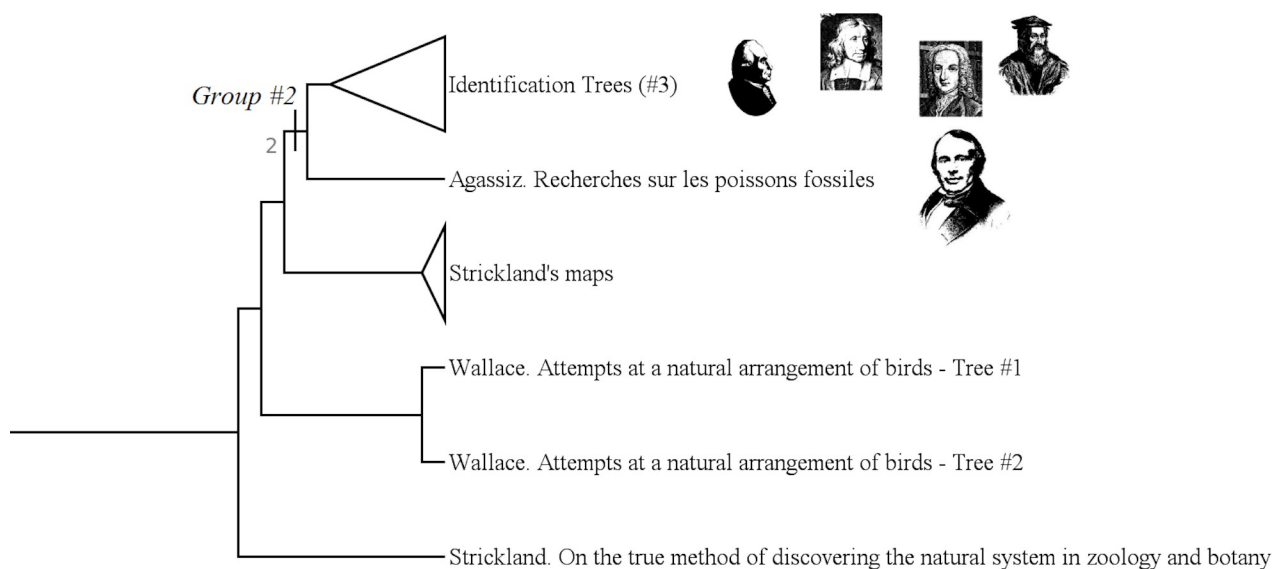 Identification Trees (#3)
Group #2
2
Agassiz. Recherches sur les poissons fossiles
Strickland's maps
Wallace. Attempts at a natural arrangement of birds - Tree #1
Wallace. Attempts at a natural arrangement of birds - Tree #2
Strickland. On the true method of discovering the natural system in zoology and botany